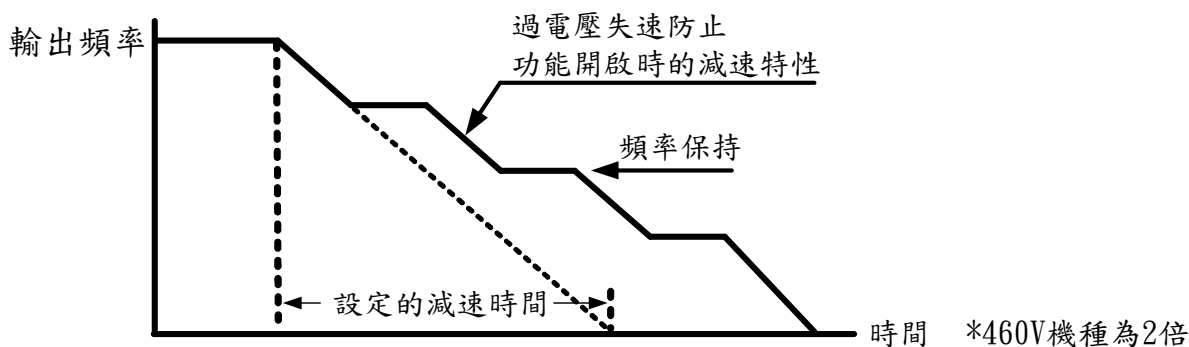 輸出頻率
過電壓失速防止
功能開啟時的減速特性
頻率保持
設定的減速時間
時間 *460V機種為2倍